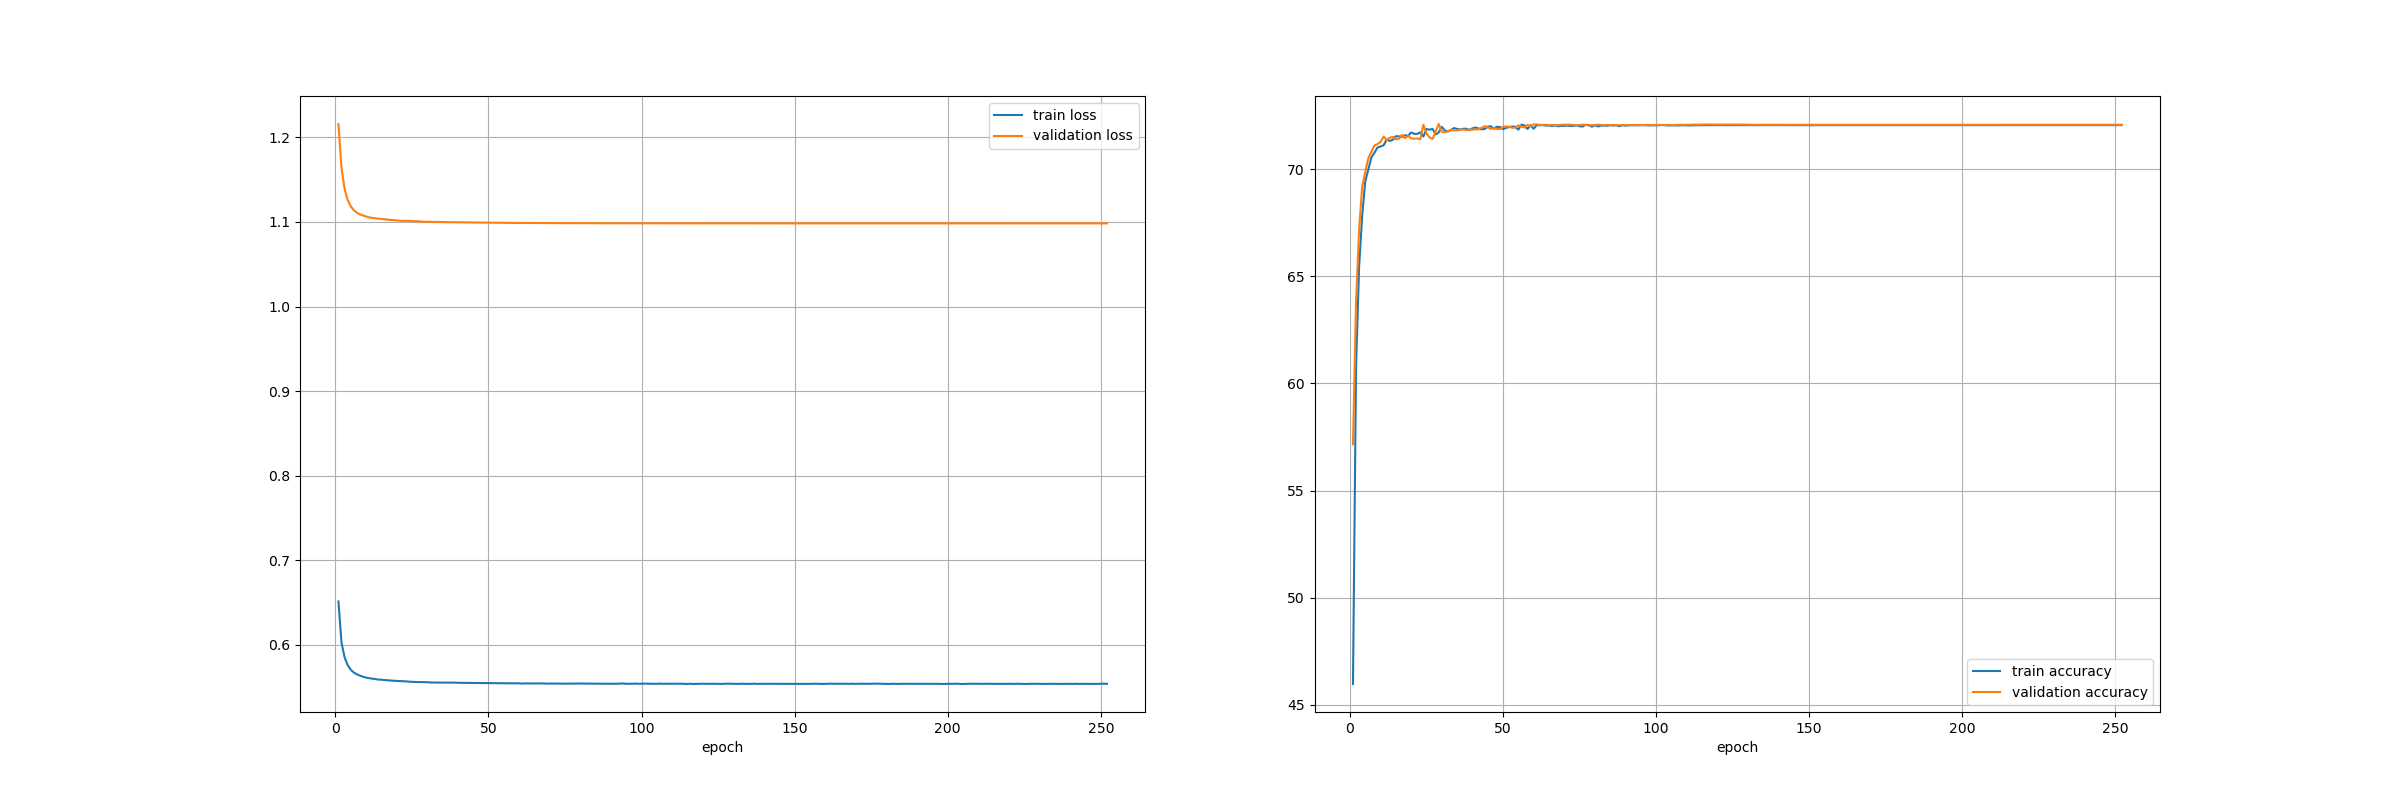 train loss
validation loss
1.2
1.1
1.0
0.9
0.8
0.7
0.6
0 50 100 150 200 250
epoch
70
65
60
55
50
45
train accuracy
validation accuracy
0 50 100 150 200 250
epoch